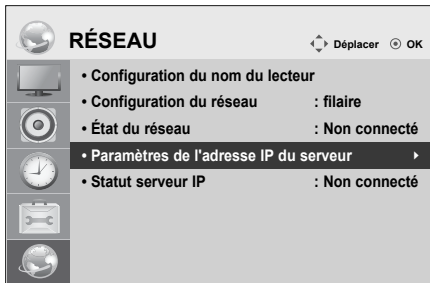 RÉSEAU
Déplacer OK
• Configuration du nom du lecteur
• Configuration du réseau : filaire
• État du réseau : Non connecté
• Paramètres de l'adresse IP du serveur
• Statut serveur IP : Non connecté